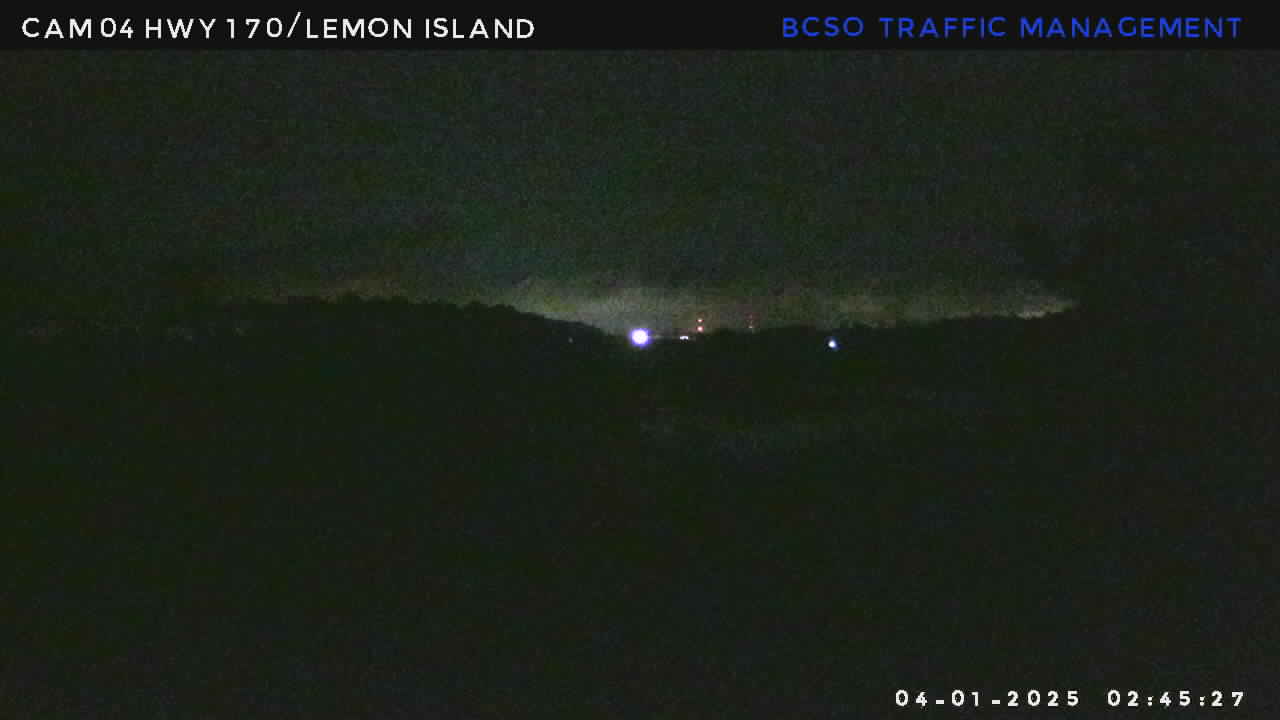 CAM04 HWY 170/LEMON ISLAND
BCSO TRAFFIC MANAGEMENT
04-01-2025 02:45:27